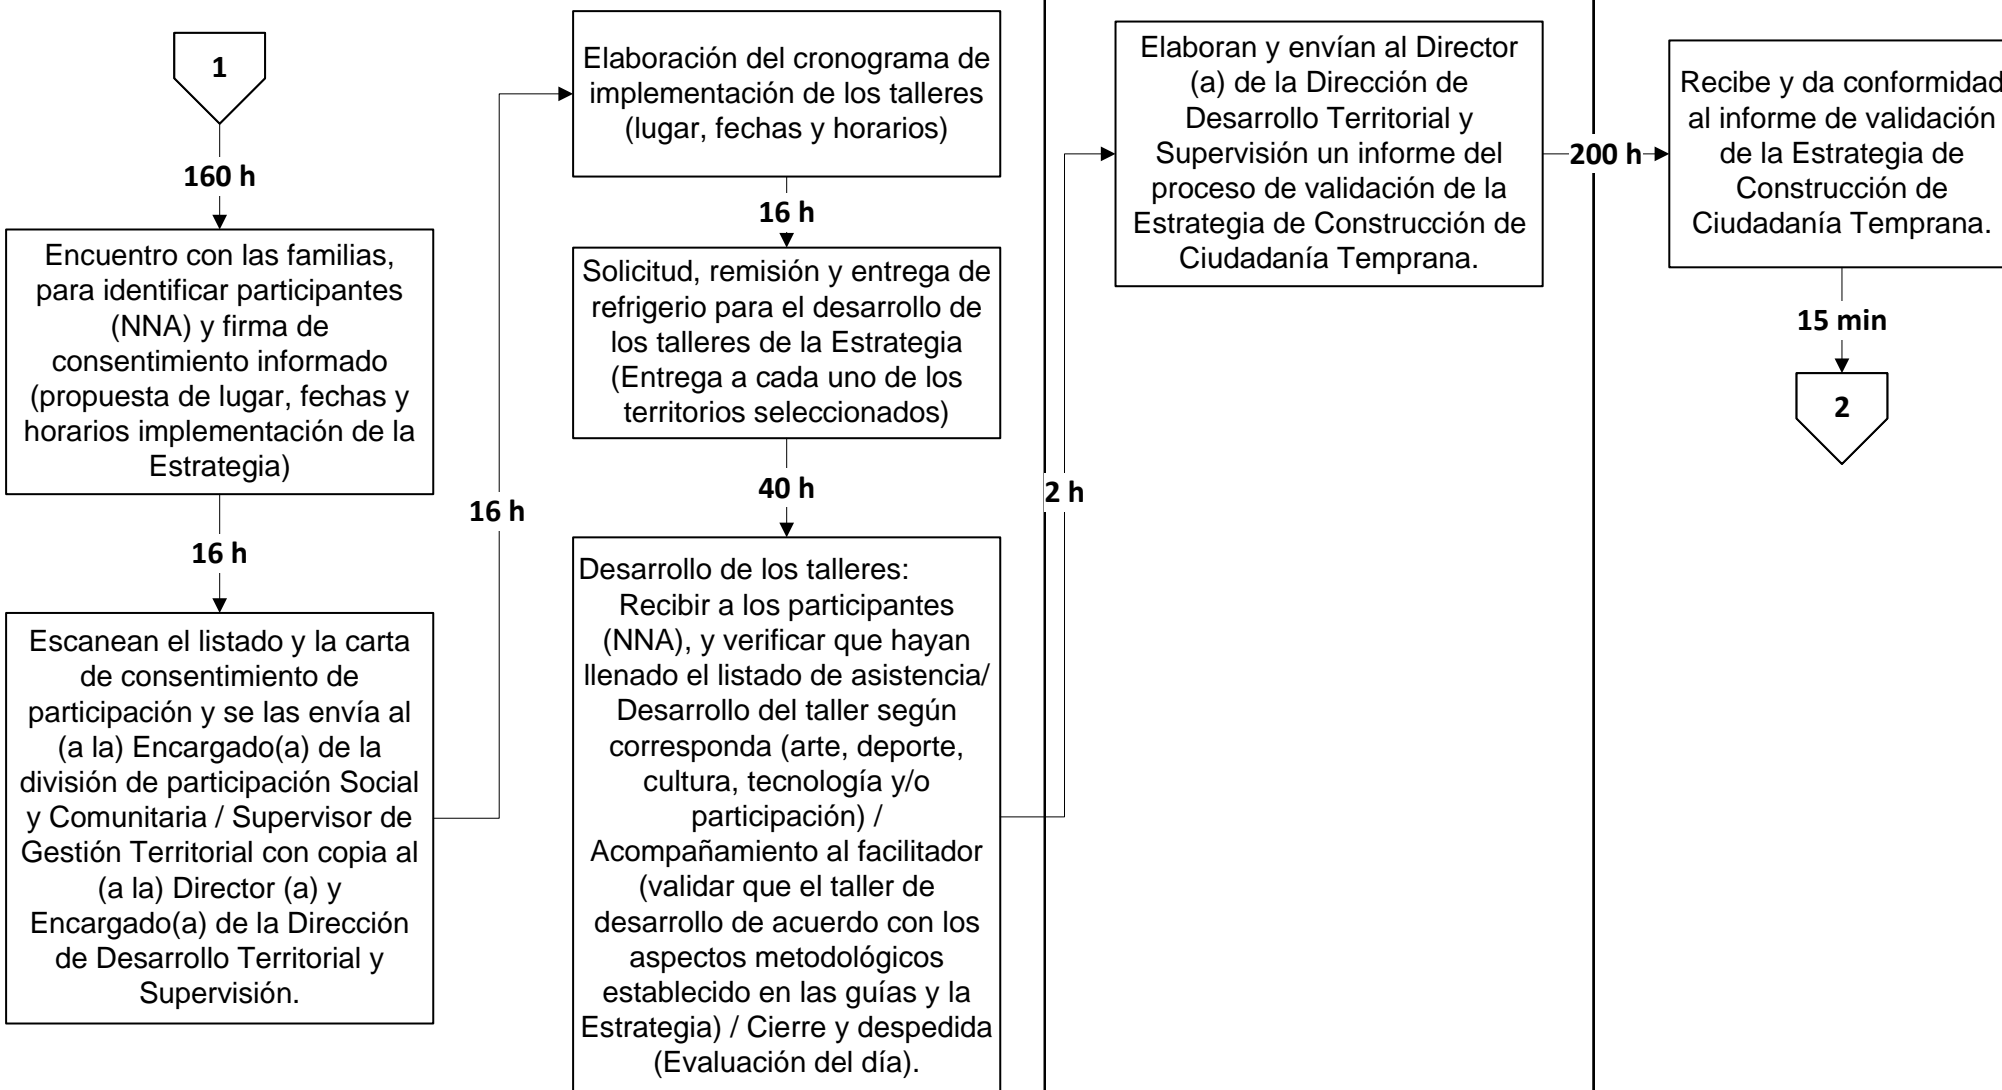 1
160 h
Encuentro con las familias,
para identificar participantes
(NNA) y firma de
consentimiento informado
(propuesta de lugar, fechas y
horarios implementación de la
Estrategia)
16 h
Escanean el listado y la carta
de consentimiento de
participación y se las envía al
(a la) Encargado(a) de la
división de participación Social
y Comunitaria / Supervisor de
Gestión Territorial con copia al
(a la) Director (a) y
Encargado(a) de la Dirección
de Desarrollo Territorial y
Supervisión.
16 h
Elaboración del cronograma de
implementación de los talleres
(lugar, fechas y horarios)
16 h
Solicitud, remisión y entrega de
refrigerio para el desarrollo de
los talleres de la Estrategia
(Entrega a cada uno de los
territorios seleccionados)
40 h
Desarrollo de los talleres:
Recibir a los participantes
(NNA), y verificar que hayan
llenado el listado de asistencia/
Desarrollo del taller según
corresponda (arte, deporte,
cultura, tecnología y/o
participación) /
Acompañamiento al facilitador
(validar que el taller de
desarrollo de acuerdo con los
aspectos metodológicos
establecido en las guías y la
Estrategia) / Cierre y despedida
(Evaluación del día).
2 h
Elaboran y envían al Director
(a) de la Dirección de
Desarrollo Territorial y
Supervisión un informe del
proceso de validación de la
Estrategia de Construcción de
Ciudadanía Temprana.
200 h
Recibe y da conformidad
al informe de validación
de la Estrategia de
Construcción de
Ciudadanía Temprana.
15 min
2